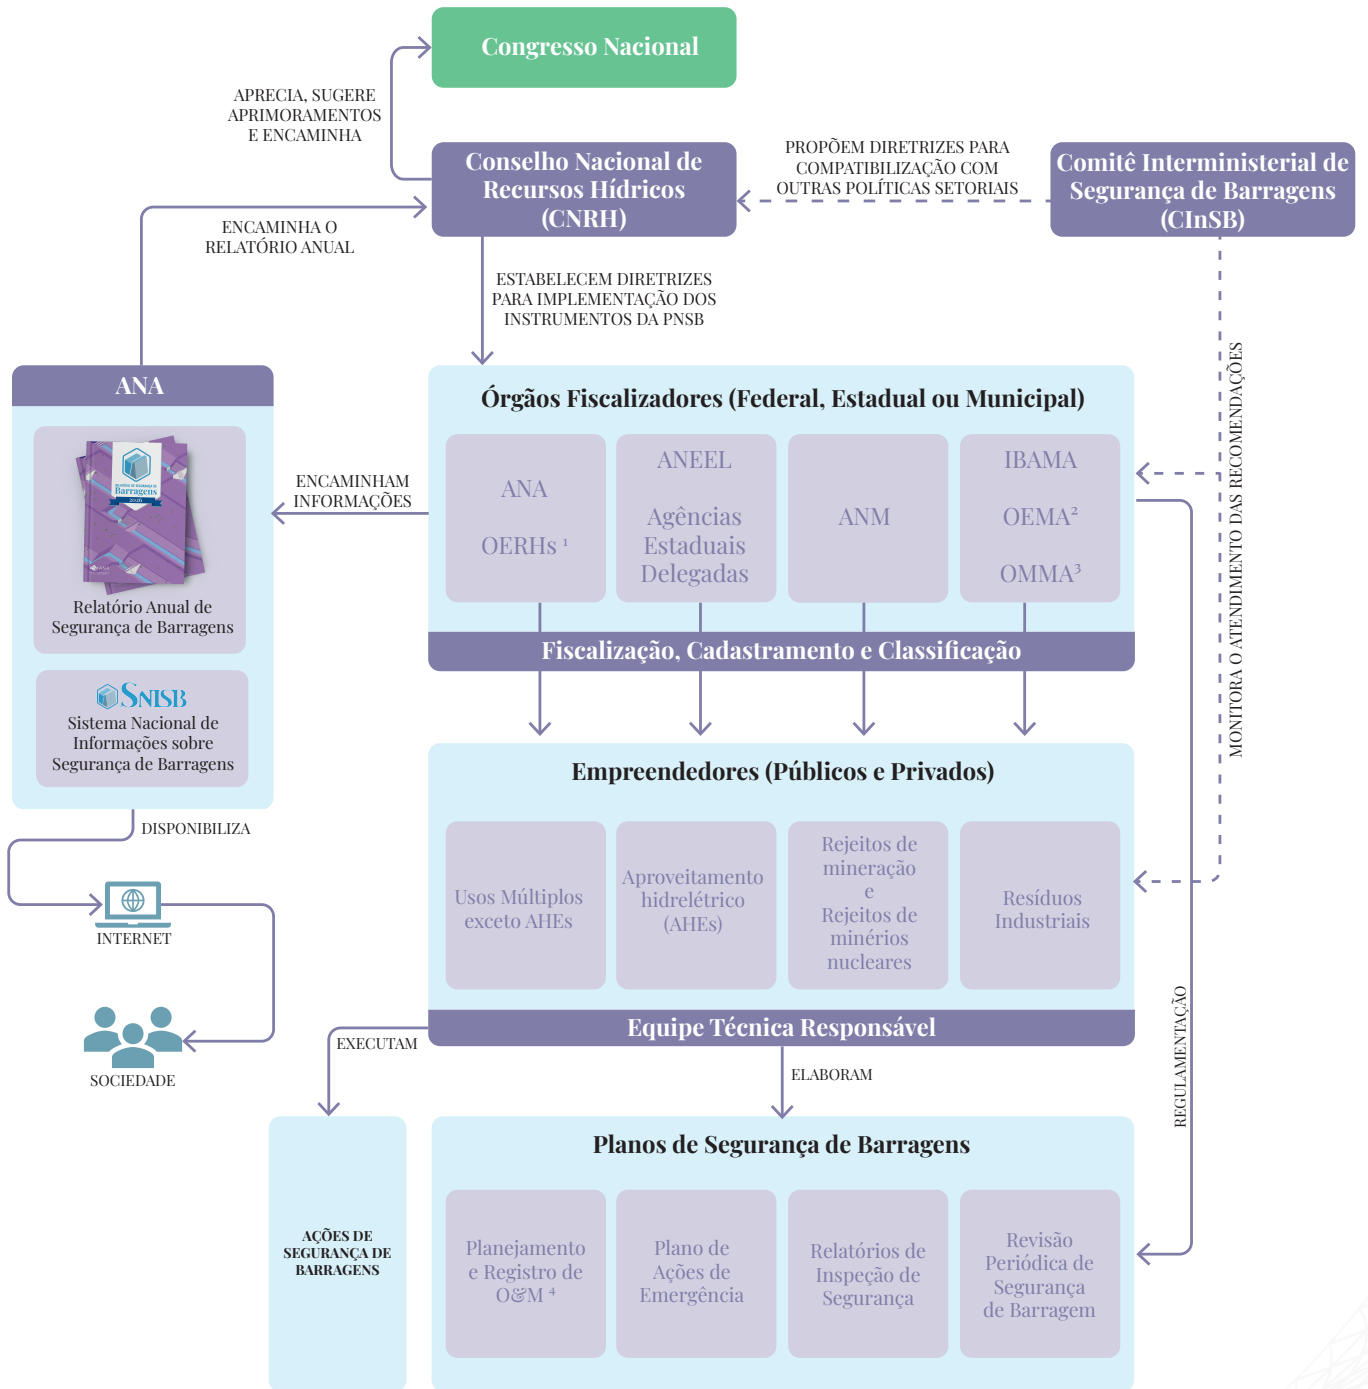 Congresso Nacional
APRECIA, SUGERE
APRIMORAMENTOS
E ENCAMINHA
Conselho Nacional de
Recursos Hídricos
(CNRH)
PROPÕEM DIRETRIZES PARA
COMPATIBILIZAÇÃO COM
OUTRAS POLÍTICAS SETORIAIS
Comitê Interministerial de
Segurança de Barragens
(CInSB)
ENCAMINHA O
RELATÓRIO ANUAL
ESTABELECEM DIRETRIZES
PARA IMPLEMENTAÇÃO DOS
INSTRUMENTOS DA PNSB
MONITORA O ATENDIMENTO DAS RECOMENDAÇÕES
ANA
Barragens
Relatório Anual de
Segurança de Barragens
SNISB
Sistema Nacional de
Informações sobre
Segurança de Barragens
ENCAMINHAM
INFORMAÇÕES
Órgãos Fiscalizadores (Federal, Estadual ou Municipal)
ANA
OERHs ¹
ANEEL
Agências
Estaduais
Delegadas
ANM
IBAMA
OEMA²
OMMA³
Fiscalização, Cadastramento e Classificação
DISPONIBILIZA
INTERNET
SOCIEDADE
Empreendedores (Públicos e Privados)
Usos Múltiplos
exceto AHEs
Aproveitamento
hidrelétrico
(AHEs)
Rejeitos de
mineração
e
Rejeitos de
minérios
nucleares
Resíduos
Industriais
Equipe Técnica Responsável
EXECUTAM
ELABORAM
REGULAMENTAÇÃO
AÇÕES DE
SEGURANÇA DE
BARRAGENS
Planos de Segurança de Barragens
Planejamento
e Registro de
O&M ⁴
Plano de
Ações de
Emergência
Relatórios de
Inspeção de
Segurança
Revisão
Periódica de
Segurança
de Barragem